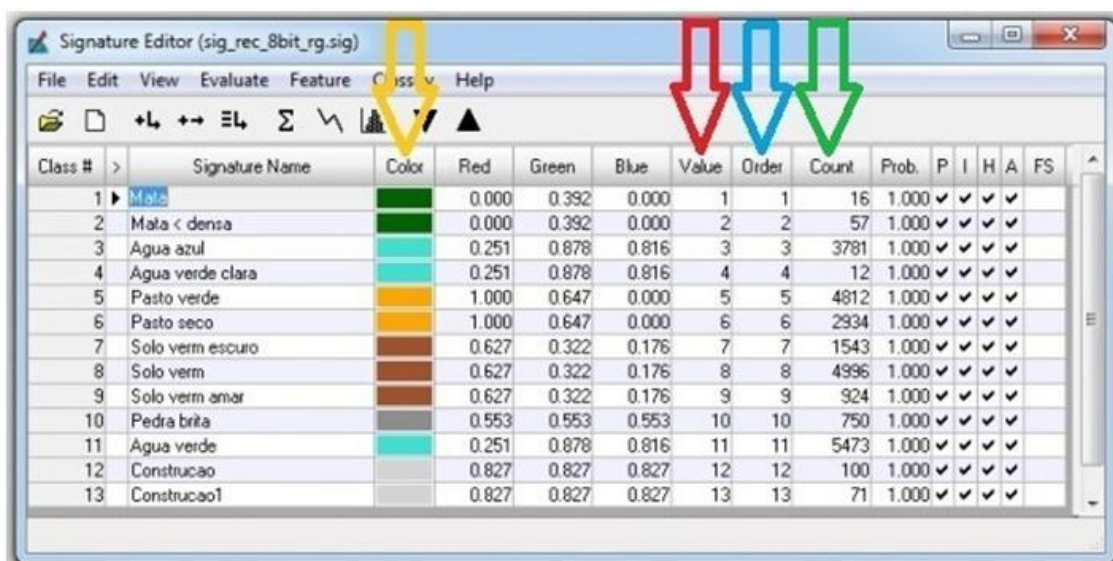 Signature Editor (sig_rec_8bit_rg.sig)
File Edit View Evaluate Feature Help
Class # > Signature Name Color Red Green Blue Value Order Count Prob. P I H A FS
1 Mata 0.000 0.392 0.000 1 1 16 1.000
2 Mata < densa 0.000 0.392 0.000 2 2 57 1.000
3 Agua azul 0.251 0.878 0.816 3 3 3781 1.000
4 Agua verde clara 0.251 0.878 0.816 4 4 12 1.000
5 Pasto verde 1.000 0.647 0.000 5 5 4812 1.000
6 Pasto seco 1.000 0.647 0.000 6 6 2934 1.000
7 Solo verm escuro 0.627 0.322 0.176 7 7 1543 1.000
8 Solo verm 0.627 0.322 0.176 8 8 4996 1.000
9 Solo verm amar 0.627 0.322 0.176 9 9 924 1.000
10 Pedra brita 0.553 0.553 0.553 10 10 750 1.000
11 Agua verde 0.251 0.878 0.816 11 11 5473 1.000
12 Construcao 0.827 0.827 0.827 12 12 100 1.000
13 Construcao1 0.827 0.827 0.827 13 13 71 1.000